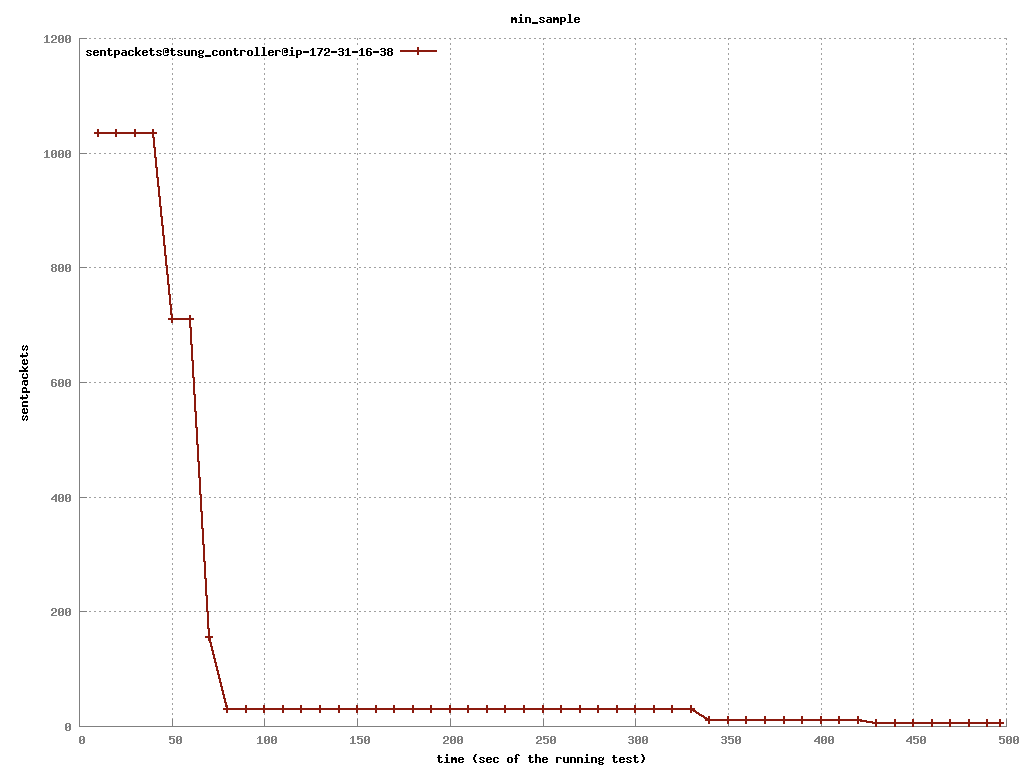 min_sample
1200
sentpackets@tsung_controller@ip-172-31-16-38
1000
800
600
400
200
0
sentpackets
0 50 100 150 200 250 300 350 400 450 500
time (sec of the running test)